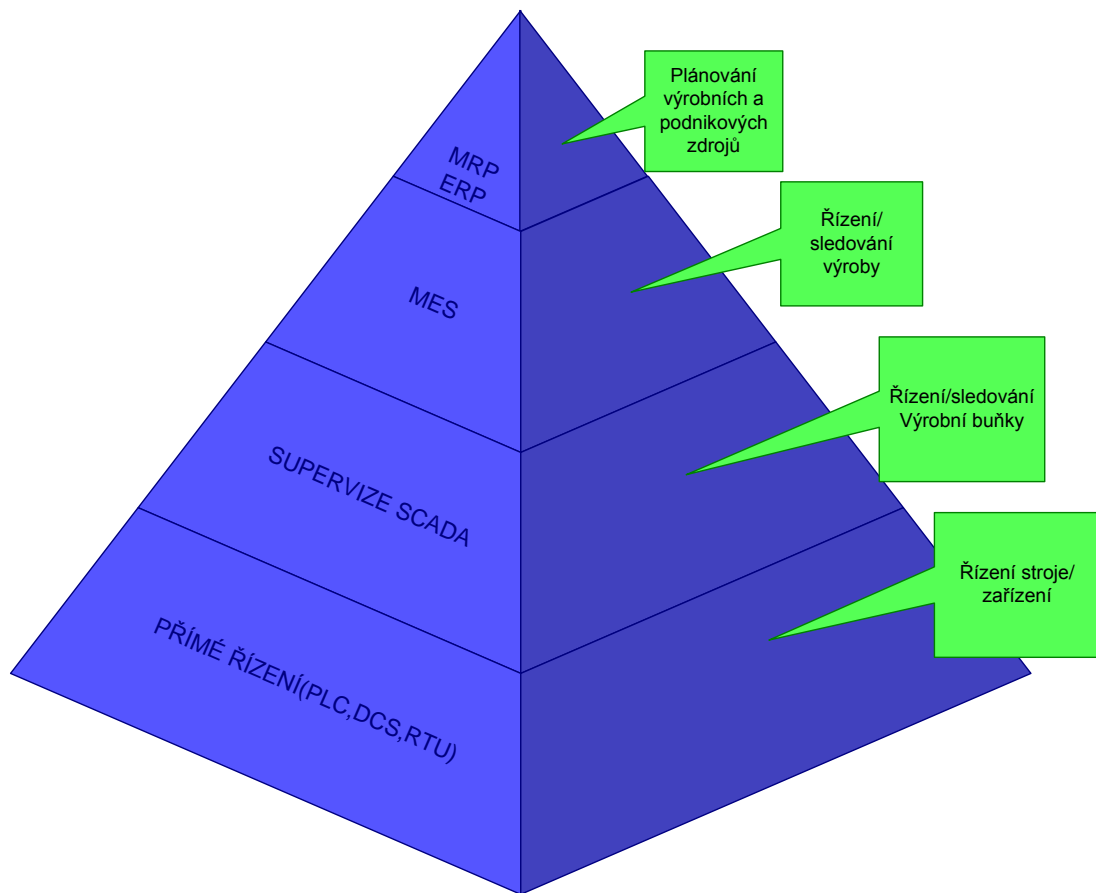 Plánování
výrobních a
podnikových
zdrojů
MRP
ERP
Řízení/
sledování
výroby
MES
Řízení/sledování
Výrobní buňky
SUPERVIZE SCADA
Řízení stroje/
zařízení
PŘÍMÉ ŘÍZENÍ(PLC,DCS,RTU)